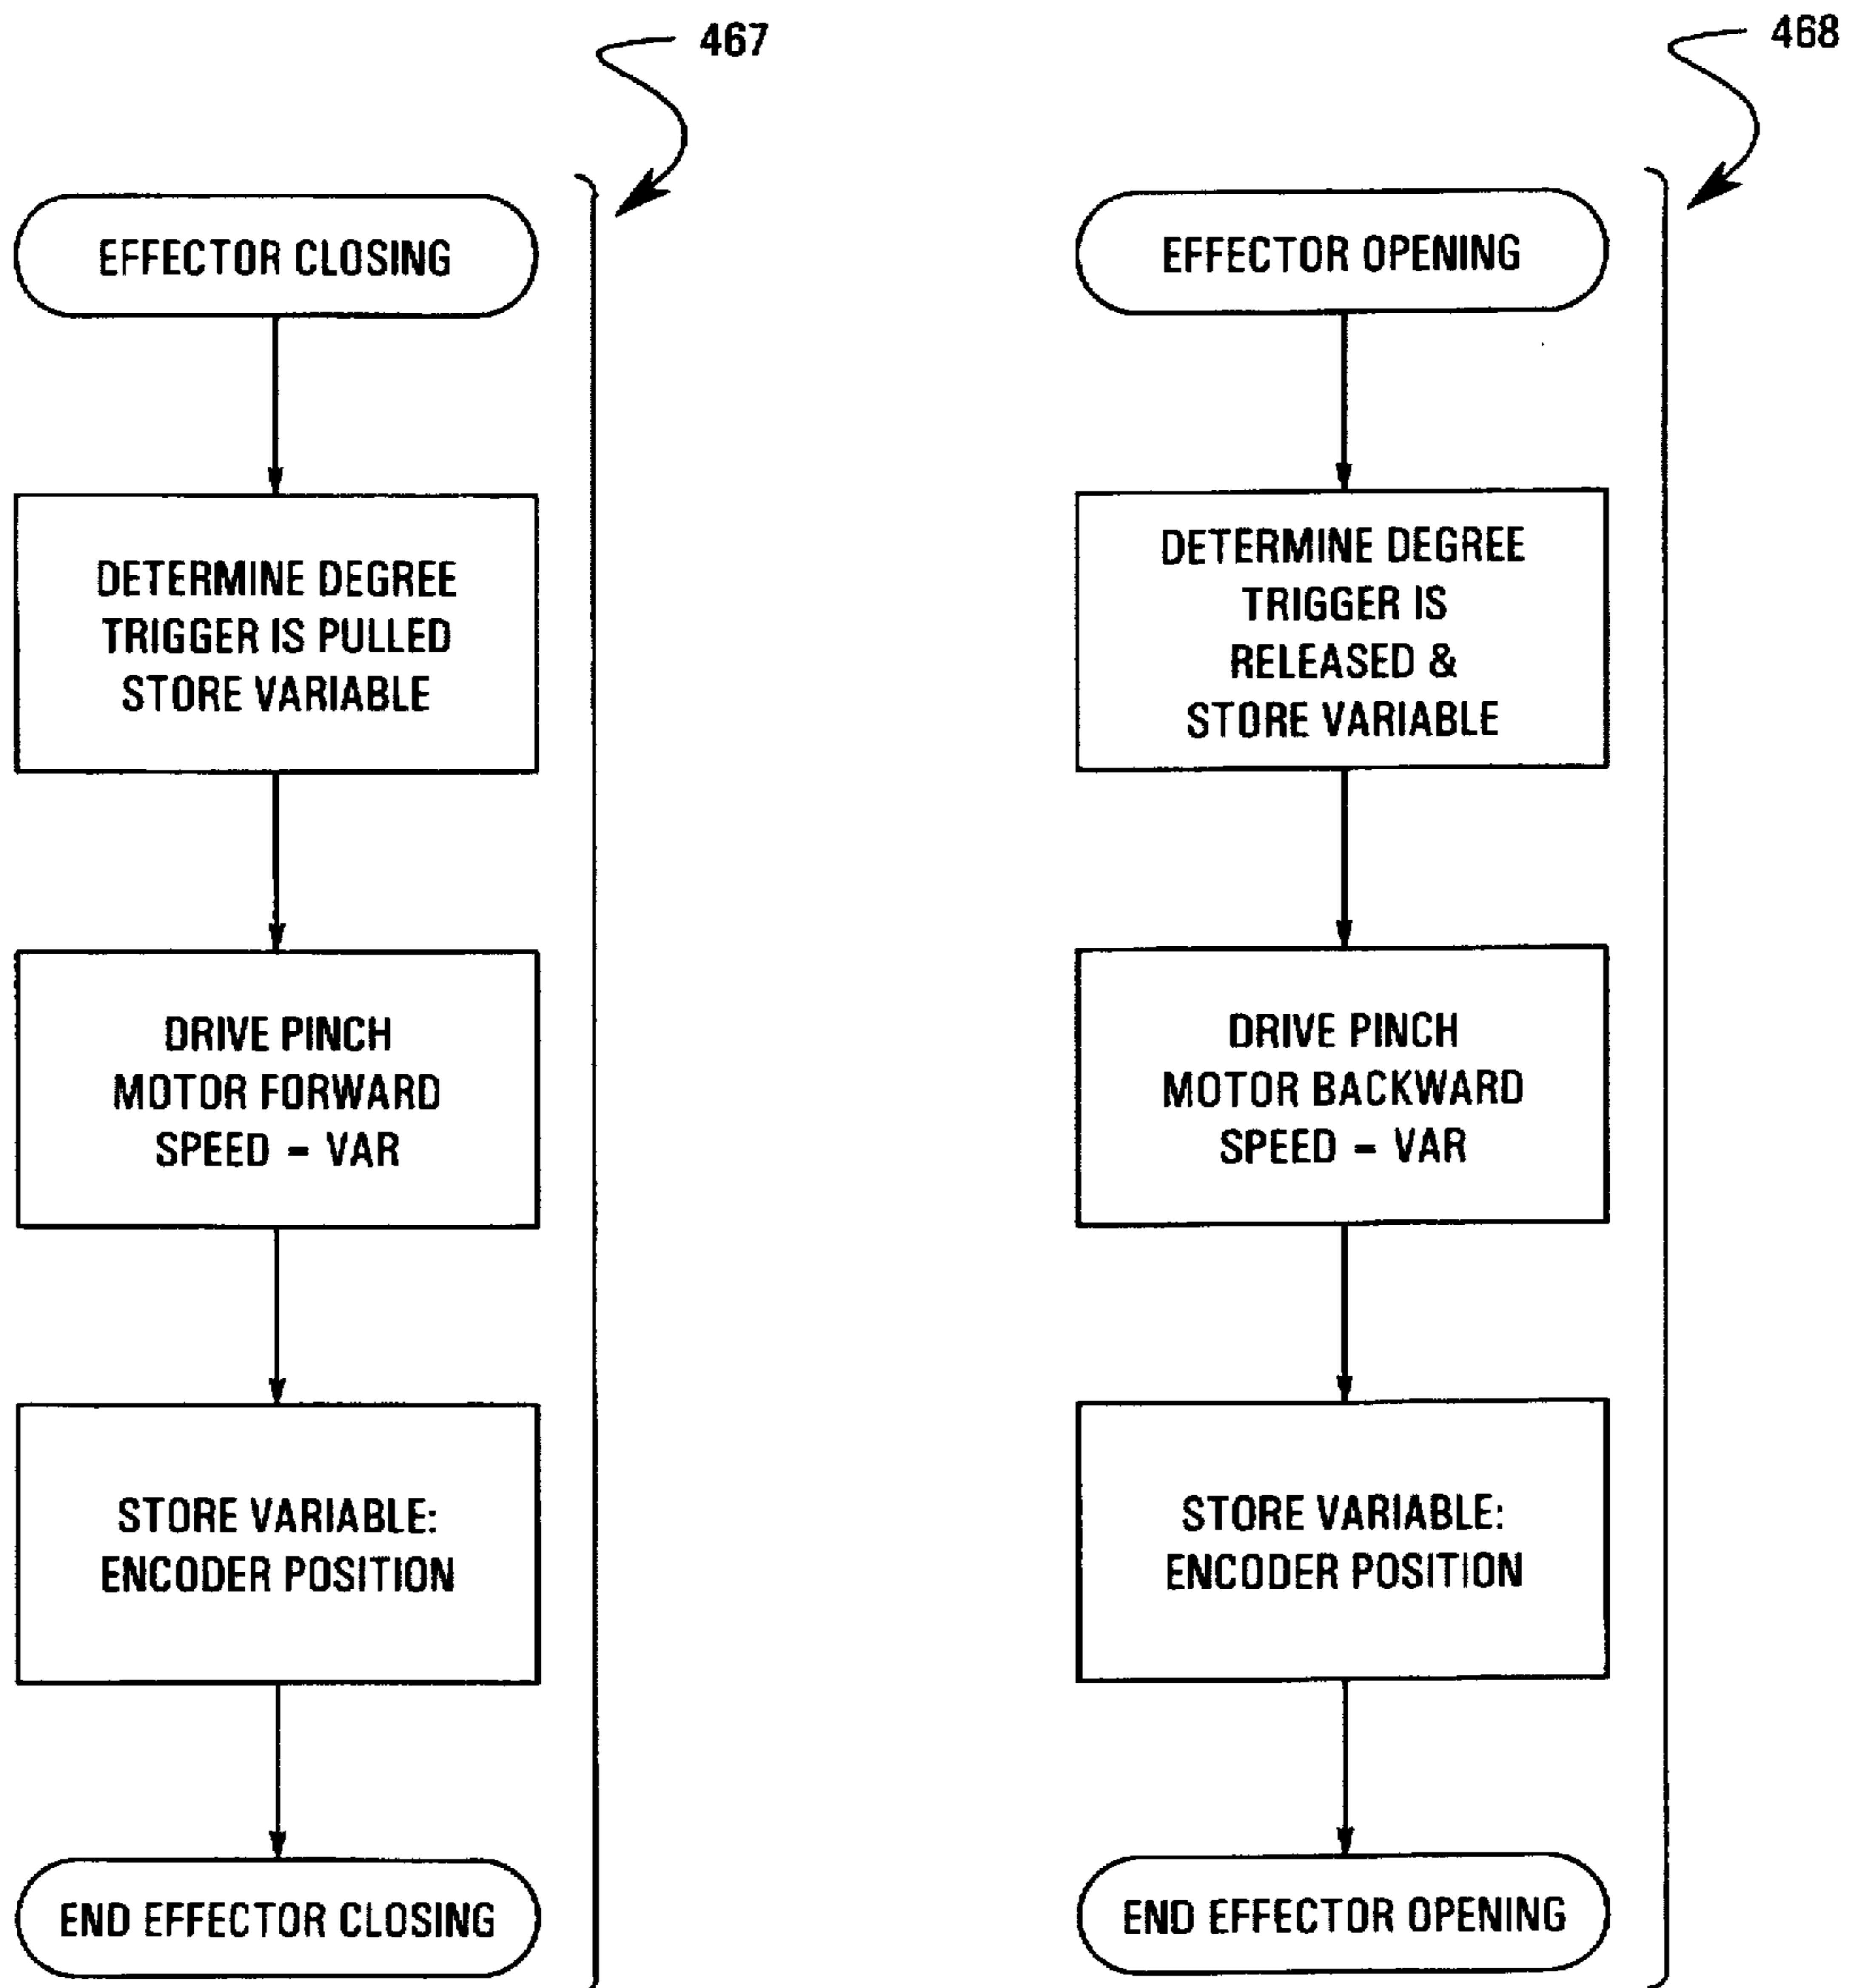 467
EFFECTOR CLOSING
DETERMINE DEGREE
TRIGGER IS PULLED
STORE VARIABLE
DRIVE PINCH
MOTOR FORWARD
SPEED = VAR
STORE VARIABLE:
ENCODER POSITION
END EFFECTOR CLOSING
468
EFFECTOR OPENING
DETERMINE DEGREE
TRIGGER IS
RELEASED &
STORE VARIABLE
DRIVE PINCH
MOTOR BACKWARD
SPEED = VAR
STORE VARIABLE:
ENCODER POSITION
END EFFECTOR OPENING